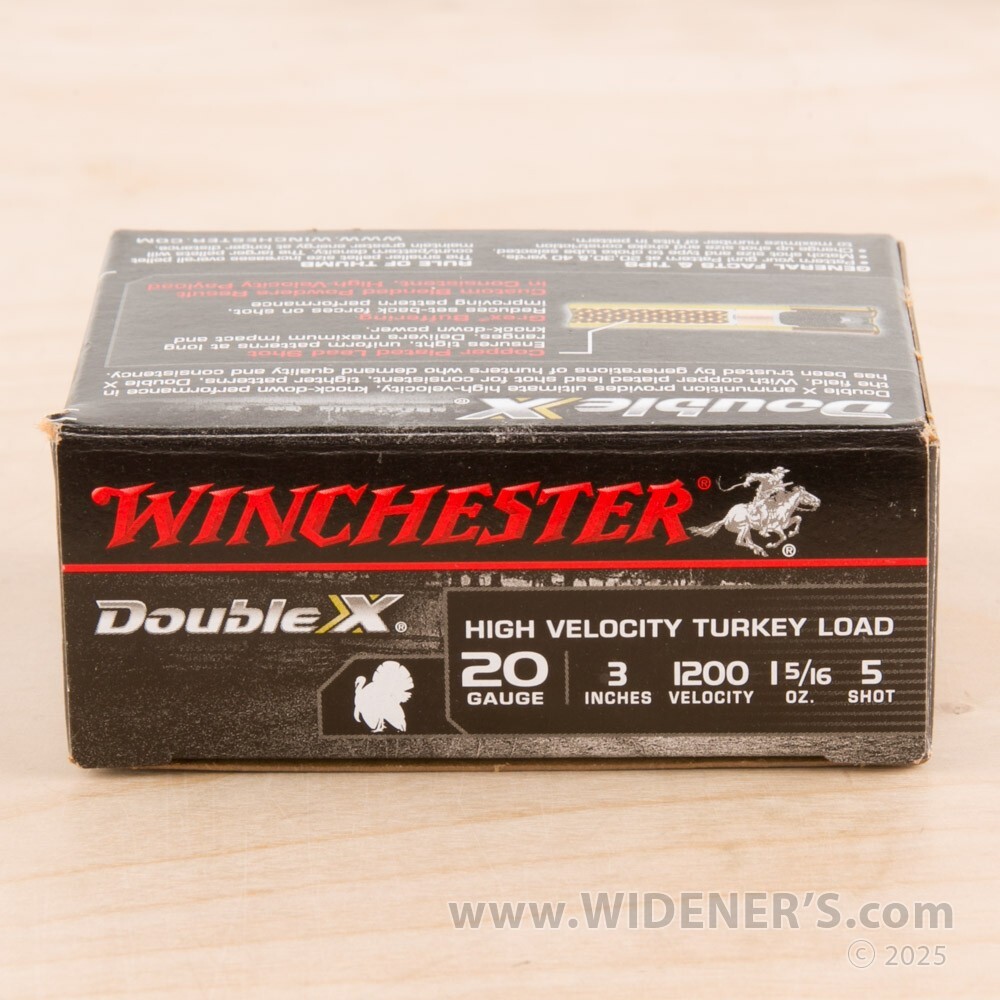 WINCHESTER®
®
Double X®
HIGH VELOCITY TURKEY LOAD
20 3 1200 1 5/16 5
GAUGE INCHES VELOCITY OZ. SHOT
Double X®
Double X ammunition provides ultimate high-velocity, knock-down performance in
the field. With copper plated lead shot for consistent, tighter patterns, Double X
has been trusted by generations of hunters who demand quality and consistency.
Copper Plated Lead Shot
Ensures uniform, tight patterns at long
ranges. Delivers maximum impact and
knock-down power.
Grex® Buffering
Reduces set-back forces on shot,
improving pattern performance
Custom Blended Powders Result
in Consistent, High-Velocity Payload
GENERAL FACTS & TIPS
RULE OF THUMB
WWW.WINCHESTER.COM
www.WIDENER'S.com
© 2025